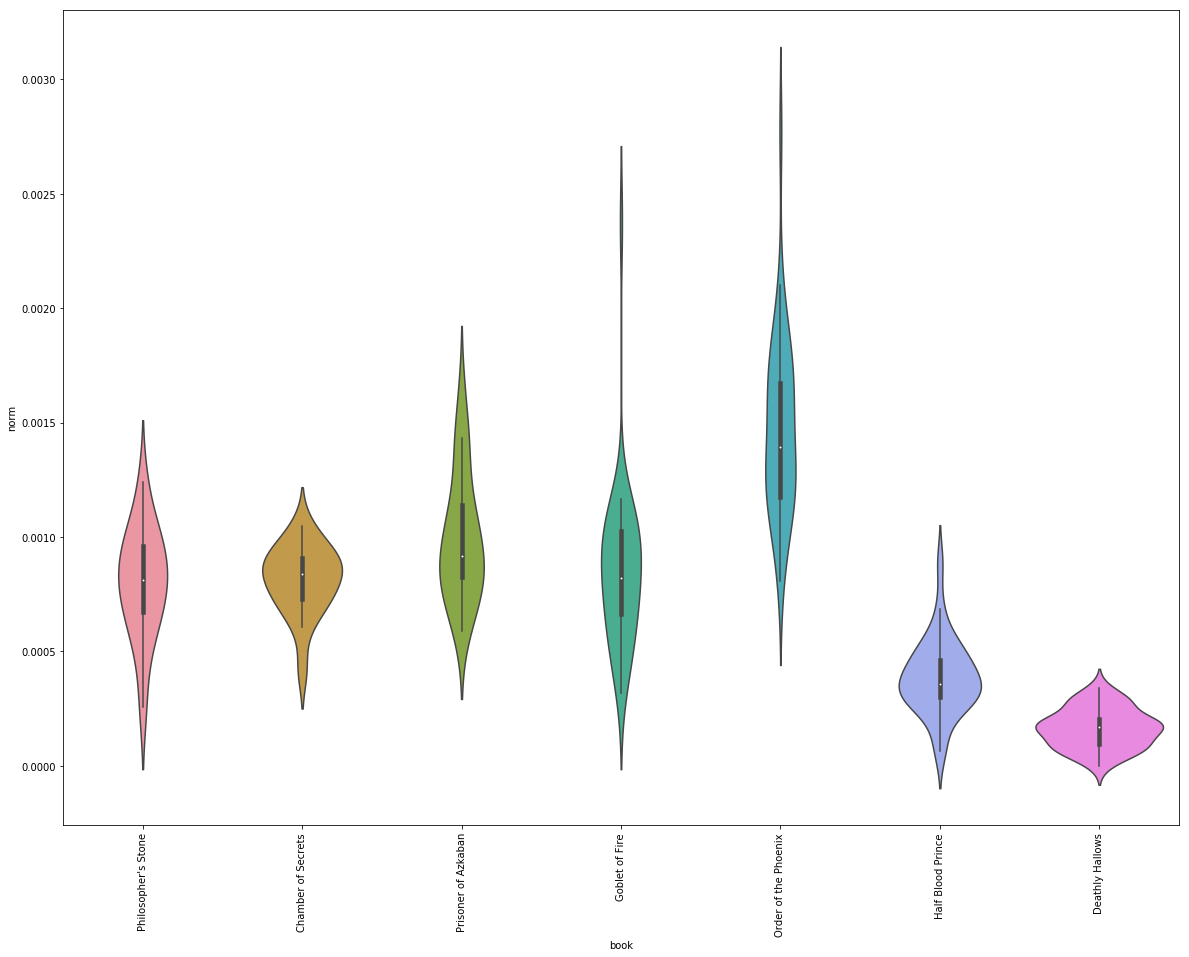 0.0030
0.0025
0.0020
0.0015
0.0010
0.0005
0.0000
norm
Philosopher's Stone
Chamber of Secrets
Prisoner of Azkaban
Goblet of Fire
Order of the Phoenix
Half Blood Prince
Deathly Hallows
book